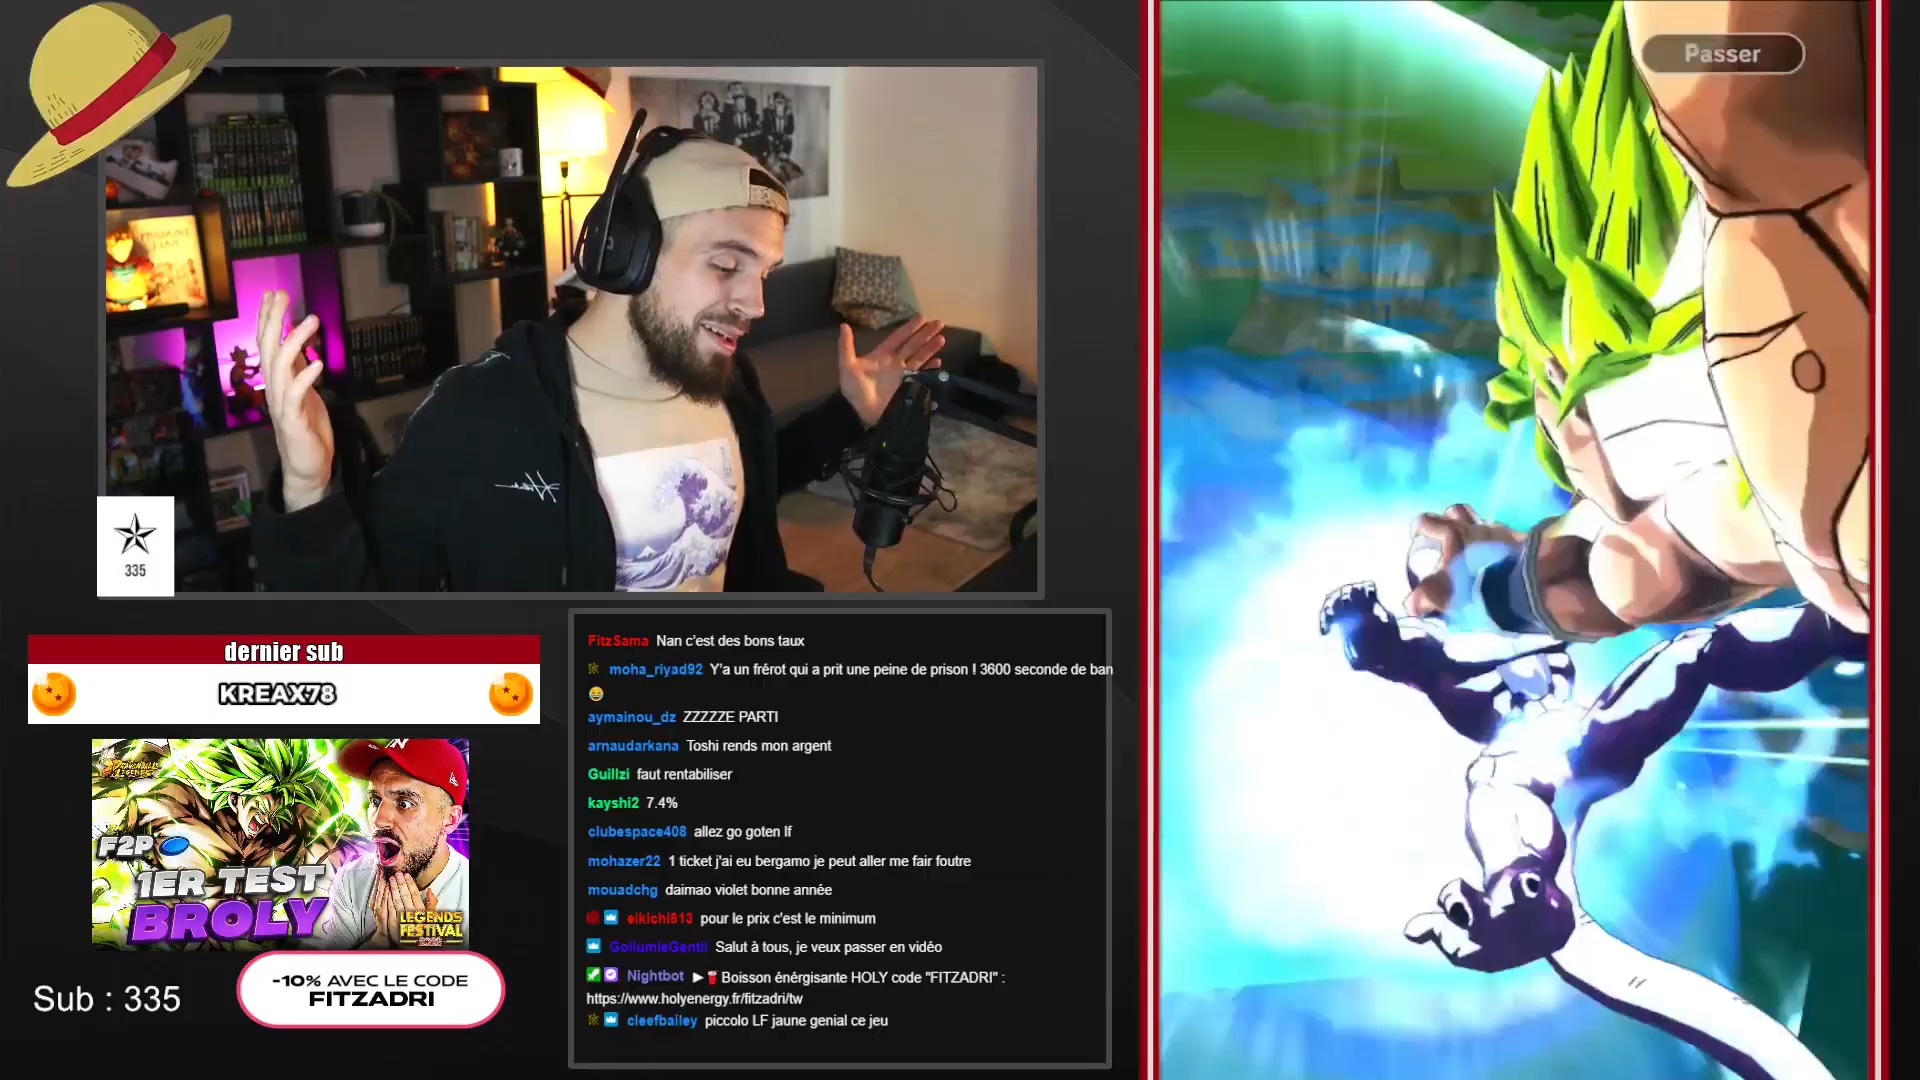 Passer
335
dernier sub
KREAX78
DRAGONBALL
LEGENDS
F2P
1ER TEST
BROLY
LEGENDS
FESTIVAL
2022
Sub : 335
-10% AVEC LE CODE
FITZADRI
FitzSama Nan c'est des bons taux
moha_riyad92 Y'a un frérot qui a prit une peine de prison ! 3600 seconde de ban
😂
aymainou_dz ZZZZZE PARTI
arnaudarkana Toshi rends mon argent
Guillzi faut rentabiliser
kayshi2 7.4%
clubespace408 allez go goten lf
mohazer22 1 ticket j'ai eu bergamo je peut aller me fair foutre
mouadchg daimao violet bonne année
eikichi613 pour le prix c'est le minimum
GollumleGentil Salut à tous, je veux passer en vidéo
Nightbot ▶🥤Boisson énérgisante HOLY code "FITZADRI" :
https://www.holyenergy.fr/fitzadri/tw
cleefbailey piccolo LF jaune genial ce jeu